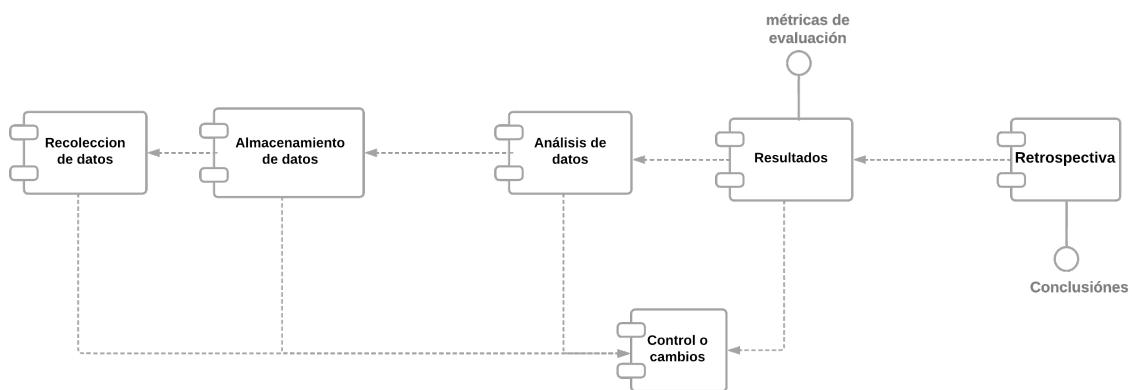 métricas de
evaluación
Recoleccion
de datos
Almacenamiento
de datos
Análisis de
datos
Resultados
Retrospectiva
Conclusiónes
Control o
cambios